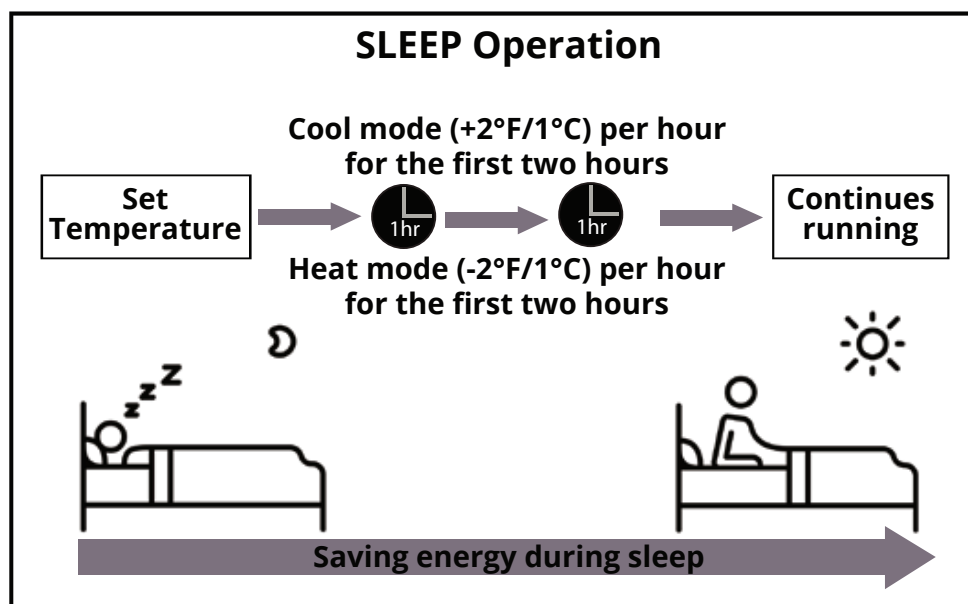 SLEEP Operation
Cool mode (+2°F/1°C) per hour
for the first two hours
Set
Temperature
1hr
1hr
Continues
running
Heat mode (-2°F/1°C) per hour
for the first two hours
z
z
Z
Saving energy during sleep